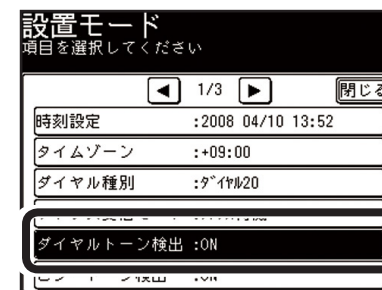 設置モード
項目を選択してください
◀ 1/3 ▶ 閉じる
時刻設定 :2008 04/10 13:52
タイムゾーン :+09:00
ダイヤル種別 :ダイヤル20
ダイヤルトーン検出 :ON